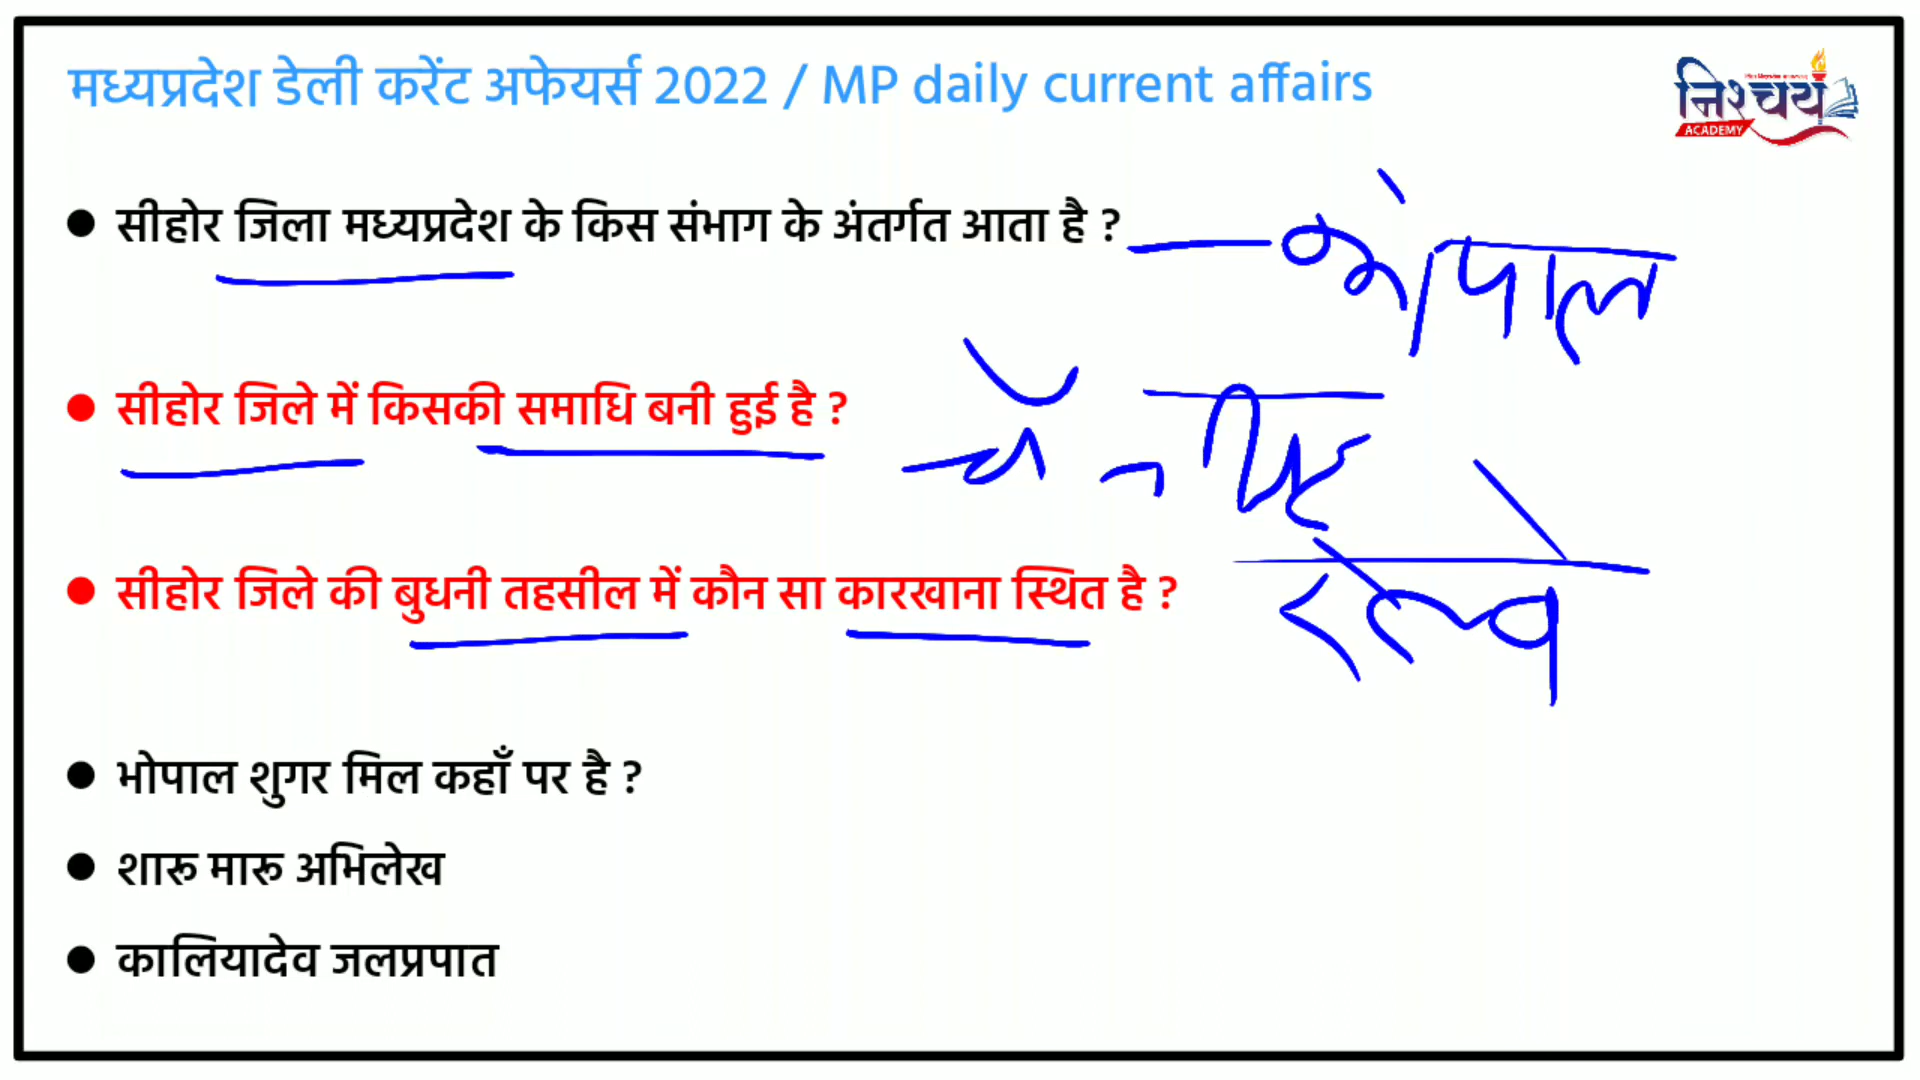 मध्यप्रदेश डेली करेंट अफेयर्स 2022 / MP daily current affairs
निश्चय
ACADEMY
सीहोर जिला मध्यप्रदेश के किस संभाग के अंतर्गत आता है ? भोपाल
सीहोर जिले में किसकी समाधि बनी हुई है ?
सीहोर जिले की बुधनी तहसील में कौन सा कारखाना स्थित है ? रेल्वे
भोपाल शुगर मिल कहाँ पर है ?
शारू मारू अभिलेख
कालियादेव जलप्रपात